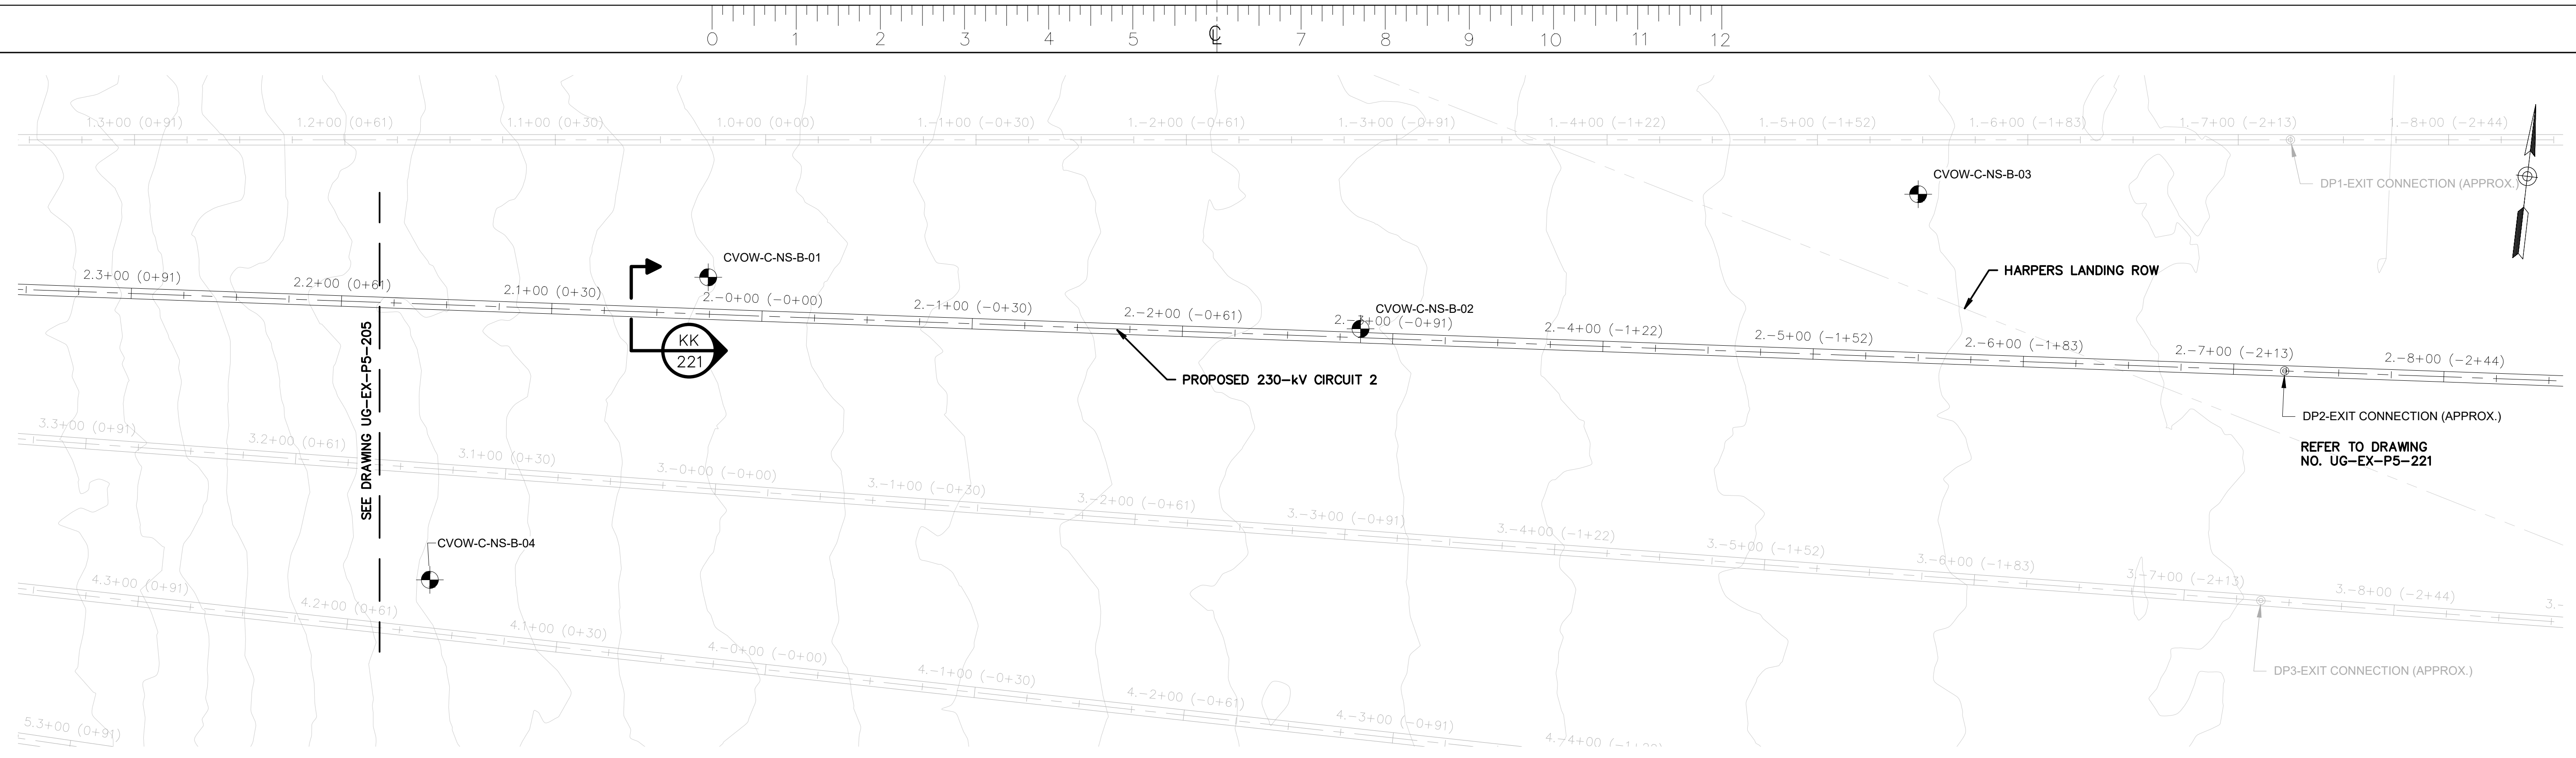 0 1 2 3 4 5 ℄ 7 8 9 10 11 12
1.3+00 (0+91) 1.2+00 (0+61) 1.1+00 (0+30) 1.0+00 (0+00) 1.-1+00 (-0+30) 1.-2+00 (-0+61) 1.-3+00 (-0+91) 1.-4+00 (-1+22) 1.-5+00 (-1+52) 1.-6+00 (-1+83) 1.-7+00 (-2+13) 1.-8+00 (-2+44)
CVOW-C-NS-B-03
DP1-EXIT CONNECTION (APPROX.)
CVOW-C-NS-B-01
HARPERS LANDING ROW
2.3+00 (0+91) 2.2+00 (0+61) 2.1+00 (0+30) 2.-0+00 (-0+00) 2.-1+00 (-0+30) 2.-2+00 (-0+61) 2.-3+00 (-0+91) 2.-4+00 (-1+22) 2.-5+00 (-1+52) 2.-6+00 (-1+83) 2.-7+00 (-2+13) 2.-8+00 (-2+44)
CVOW-C-NS-B-02
KK
221
PROPOSED 230-kV CIRCUIT 2
DP2-EXIT CONNECTION (APPROX.)
REFER TO DRAWING
NO. UG-EX-P5-221
SEE DRAWING UG-EX-P5-205
3.3+00 (0+91) 3.2+00 (0+61) 3.1+00 (0+30) 3.-0+00 (-0+00) 3.-1+00 (-0+30) 3.-2+00 (-0+61) 3.-3+00 (-0+91) 3.-4+00 (-1+22) 3.-5+00 (-1+52) 3.-6+00 (-1+83) 3.-7+00 (-2+13) 3.-8+00 (-2+44) 3.-
CVOW-C-NS-B-04
4.3+00 (0+91) 4.2+00 (0+61) 4.1+00 (0+30) 4.-0+00 (-0+00) 4.-1+00 (-0+30) 4.-2+00 (-0+61) 4.-3+00 (-0+91) 4.-4+00 (-1+22)
DP3-EXIT CONNECTION (APPROX.)
5.3+00 (0+91)